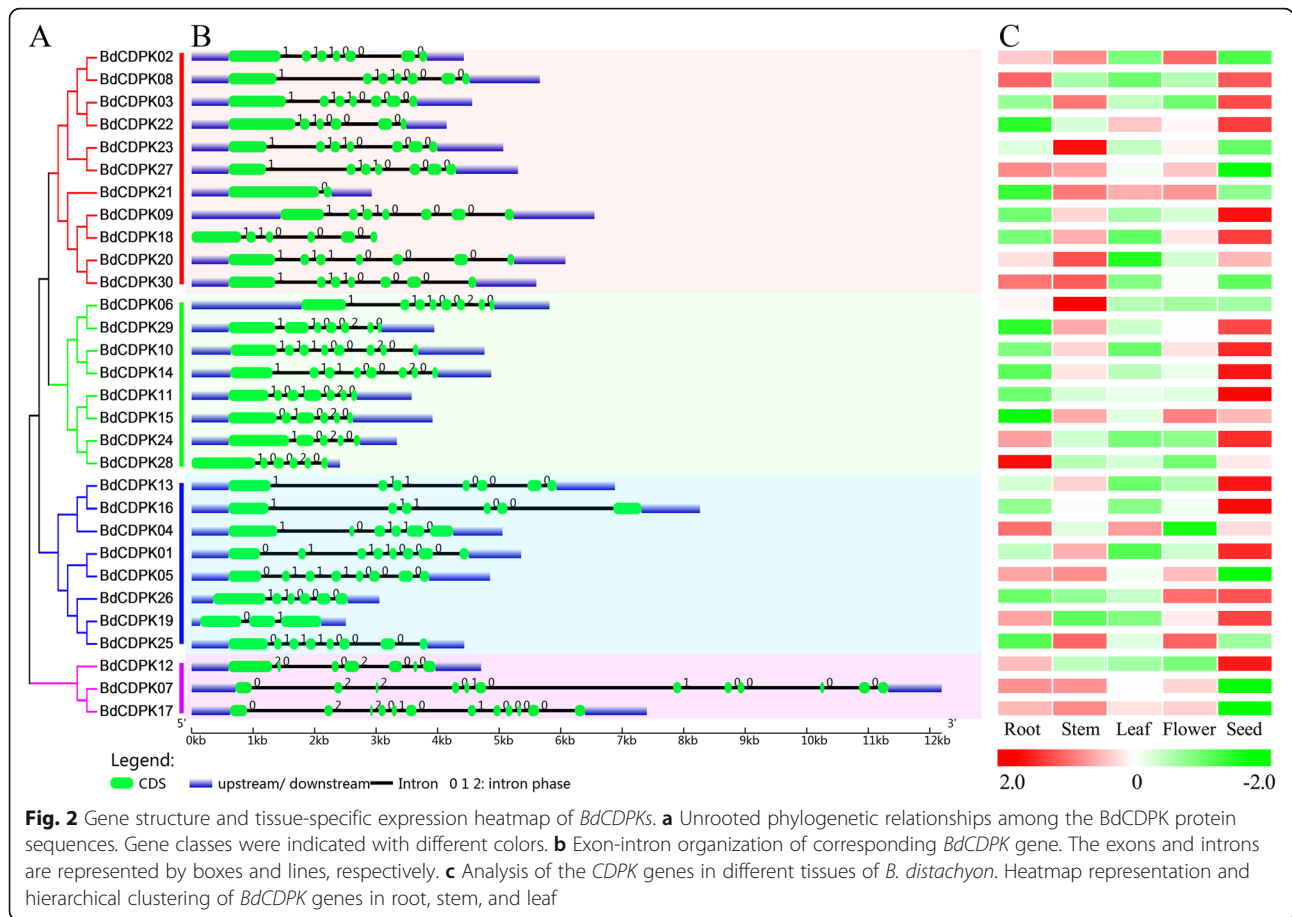 A
B
C
BdCDPK02
BdCDPK08
BdCDPK03
BdCDPK22
BdCDPK23
BdCDPK27
BdCDPK21
BdCDPK09
BdCDPK18
BdCDPK20
BdCDPK30
BdCDPK06
BdCDPK29
BdCDPK10
BdCDPK14
BdCDPK11
BdCDPK15
BdCDPK24
BdCDPK28
BdCDPK13
BdCDPK16
BdCDPK04
BdCDPK01
BdCDPK05
BdCDPK26
BdCDPK19
BdCDPK25
BdCDPK12
BdCDPK07
BdCDPK17
5' 3'
0kb 1kb 2kb 3kb 4kb 5kb 6kb 7kb 8kb 9kb 10kb 11kb 12kb
Root Stem Leaf Flower Seed
2.0 0 -2.0
Legend:
CDS upstream/ downstream Intron 0 1 2: intron phase
Fig. 2 Gene structure and tissue-specific expression heatmap of BdCDPKs. a Unrooted phylogenetic relationships among the BdCDPK protein
sequences. Gene classes were indicated with different colors. b Exon-intron organization of corresponding BdCDPK gene. The exons and introns
are represented by boxes and lines, respectively. c Analysis of the CDPK genes in different tissues of B. distachyon. Heatmap representation and
hierarchical clustering of BdCDPK genes in root, stem, and leaf